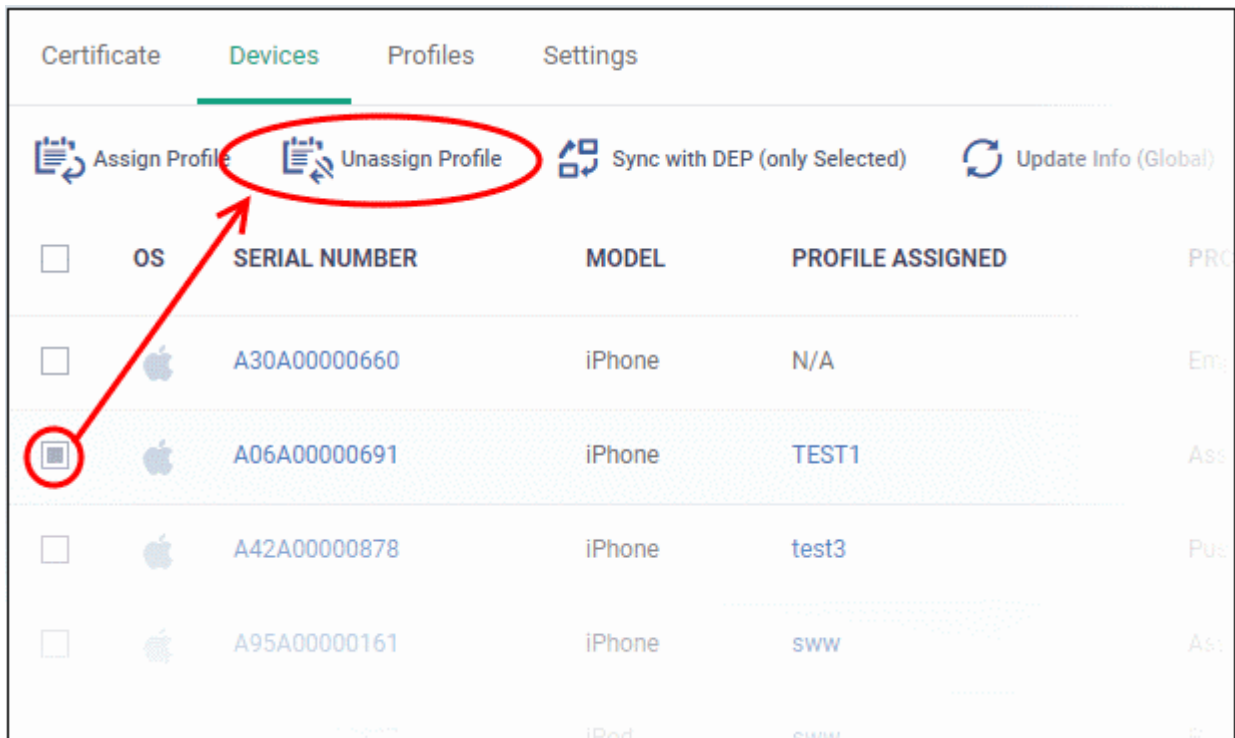 Certificate Devices Profiles Settings
Assign Profile Unassign Profile Sync with DEP (only Selected) Update Info (Global)
OS SERIAL NUMBER MODEL PROFILE ASSIGNED
A30A00000660 iPhone N/A
A06A00000691 iPhone TEST1
A42A00000878 iPhone test3
A95A00000161 iPhone sww
iPod sww